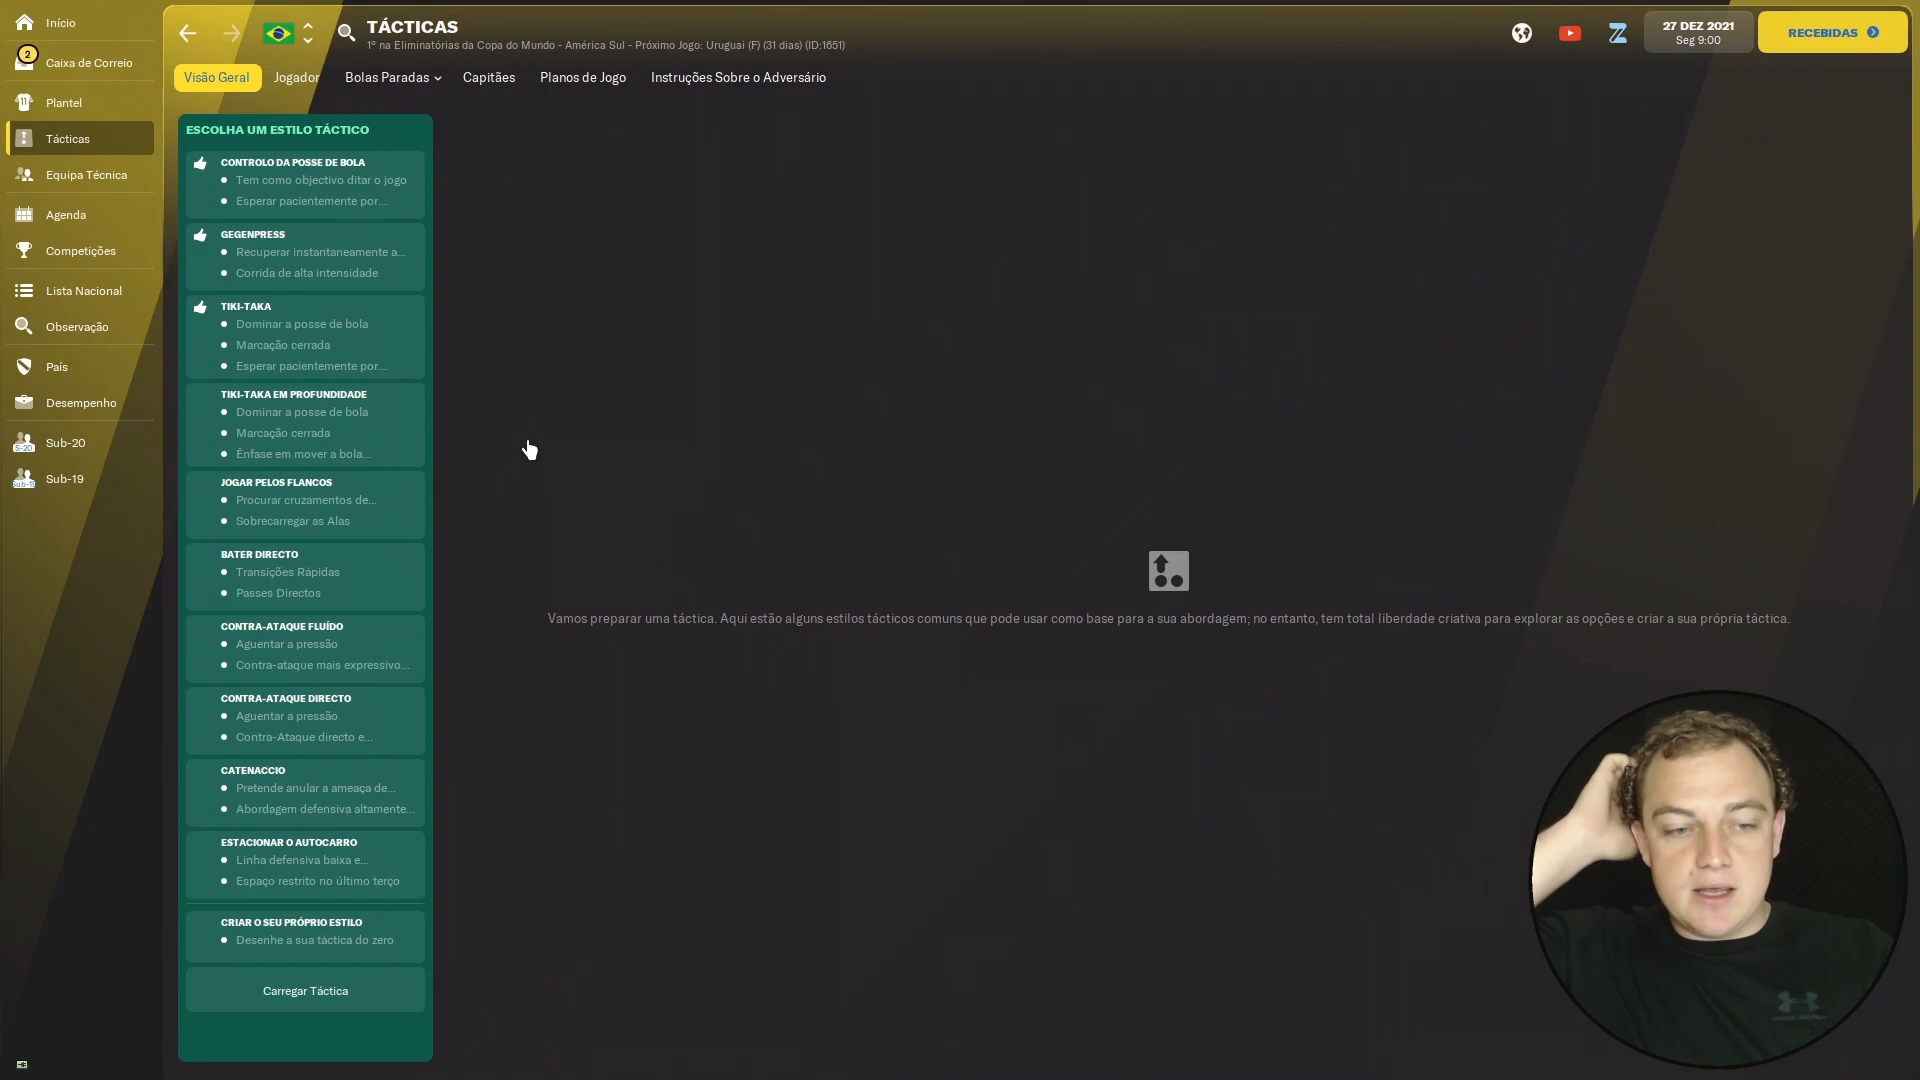 Início
2
Caixa de Correio
11
Plantel
Tácticas
Equipa Técnica
Agenda
Competições
Lista Nacional
Observação
País
Desempenho
S-20
Sub-20
Sub-19
TÁCTICAS
1º na Eliminatórias da Copa do Mundo - América Sul - Próximo Jogo: Uruguai (F) (31 dias) (ID:1651)
27 DEZ 2021
Seg 9:00
RECEBIDAS
Visão Geral
Jogador
Bolas Paradas
Capitães
Planos de Jogo
Instruções Sobre o Adversário
ESCOLHA UM ESTILO TÁCTICO
CONTROLO DA POSSE DE BOLA
Tem como objectivo ditar o jogo
Esperar pacientemente por...
GEGENPRESS
Recuperar instantaneamente a...
Corrida de alta intensidade
TIKI-TAKA
Dominar a posse de bola
Marcação cerrada
Esperar pacientemente por...
TIKI-TAKA EM PROFUNDIDADE
Dominar a posse de bola
Marcação cerrada
Ênfase em mover a bola...
JOGAR PELOS FLANCOS
Procurar cruzamentos de...
Sobrecarregar as Alas
BATER DIRECTO
Transições Rápidas
Passes Directos
CONTRA-ATAQUE FLUÍDO
Aguentar a pressão
Contra-ataque mais expressivo...
CONTRA-ATAQUE DIRECTO
Aguentar a pressão
Contra-Ataque directo e...
CATENACCIO
Pretende anular a ameaça de...
Abordagem defensiva altamente...
ESTACIONAR O AUTOCARRO
Linha defensiva baixa e...
Espaço restrito no último terço
CRIAR O SEU PRÓPRIO ESTILO
Desenhe a sua táctica do zero
Carregar Táctica
Vamos preparar uma táctica. Aqui estão alguns estilos tácticos comuns que pode usar como base para a sua abordagem; no entanto, tem total liberdade criativa para explorar as opções e criar a sua própria táctica.